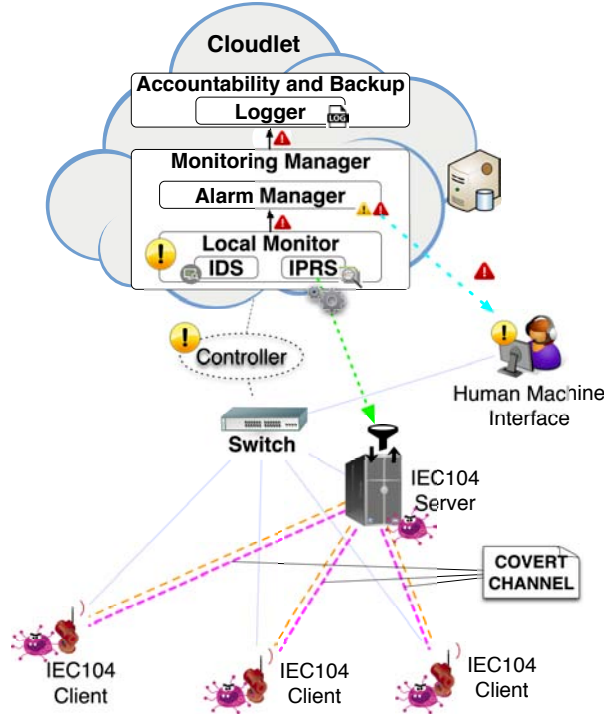 Cloudlet
Accountability and Backup
Logger
LOG
Monitoring Manager
Alarm Manager
Local Monitor
IDS
IPRS
Controller
Human Machine
Interface
Switch
IEC104
Server
COVERT
CHANNEL
IEC104
Client
IEC104
Client
IEC104
Client